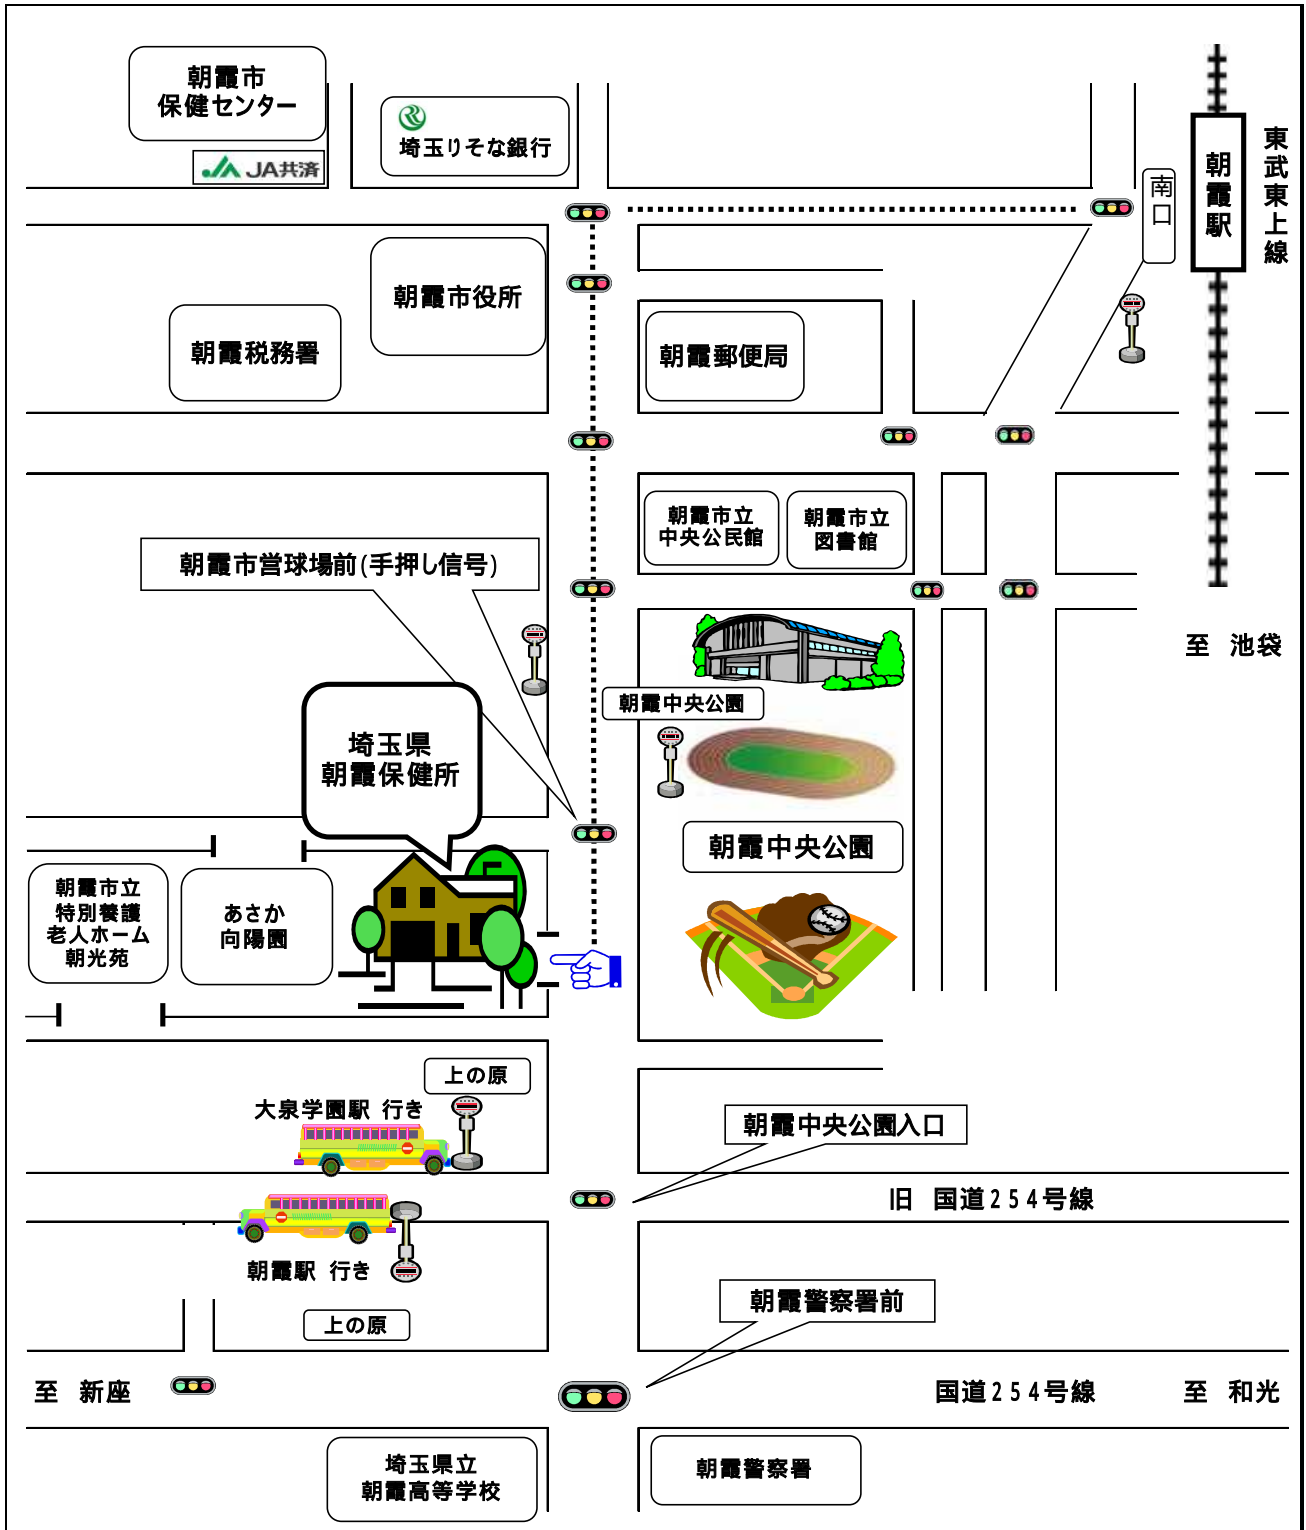 朝霞市
保健センター
JA共済
埼玉りそな銀行
南口
朝霞駅
東武東上線
朝霞市役所
朝霞税務署
朝霞郵便局
朝霞市立
中央公民館
朝霞市立
図書館
朝霞市営球場前(手押し信号)
至 池袋
朝霞中央公園
埼玉県
朝霞保健所
朝霞中央公園
朝霞市立
特別養護
老人ホーム
朝光苑
あさか
向陽園
上の原
大泉学園駅 行き
朝霞中央公園入口
旧 国道254号線
朝霞駅 行き
朝霞警察署前
上の原
至 新座
国道254号線
至 和光
埼玉県立
朝霞高等学校
朝霞警察署